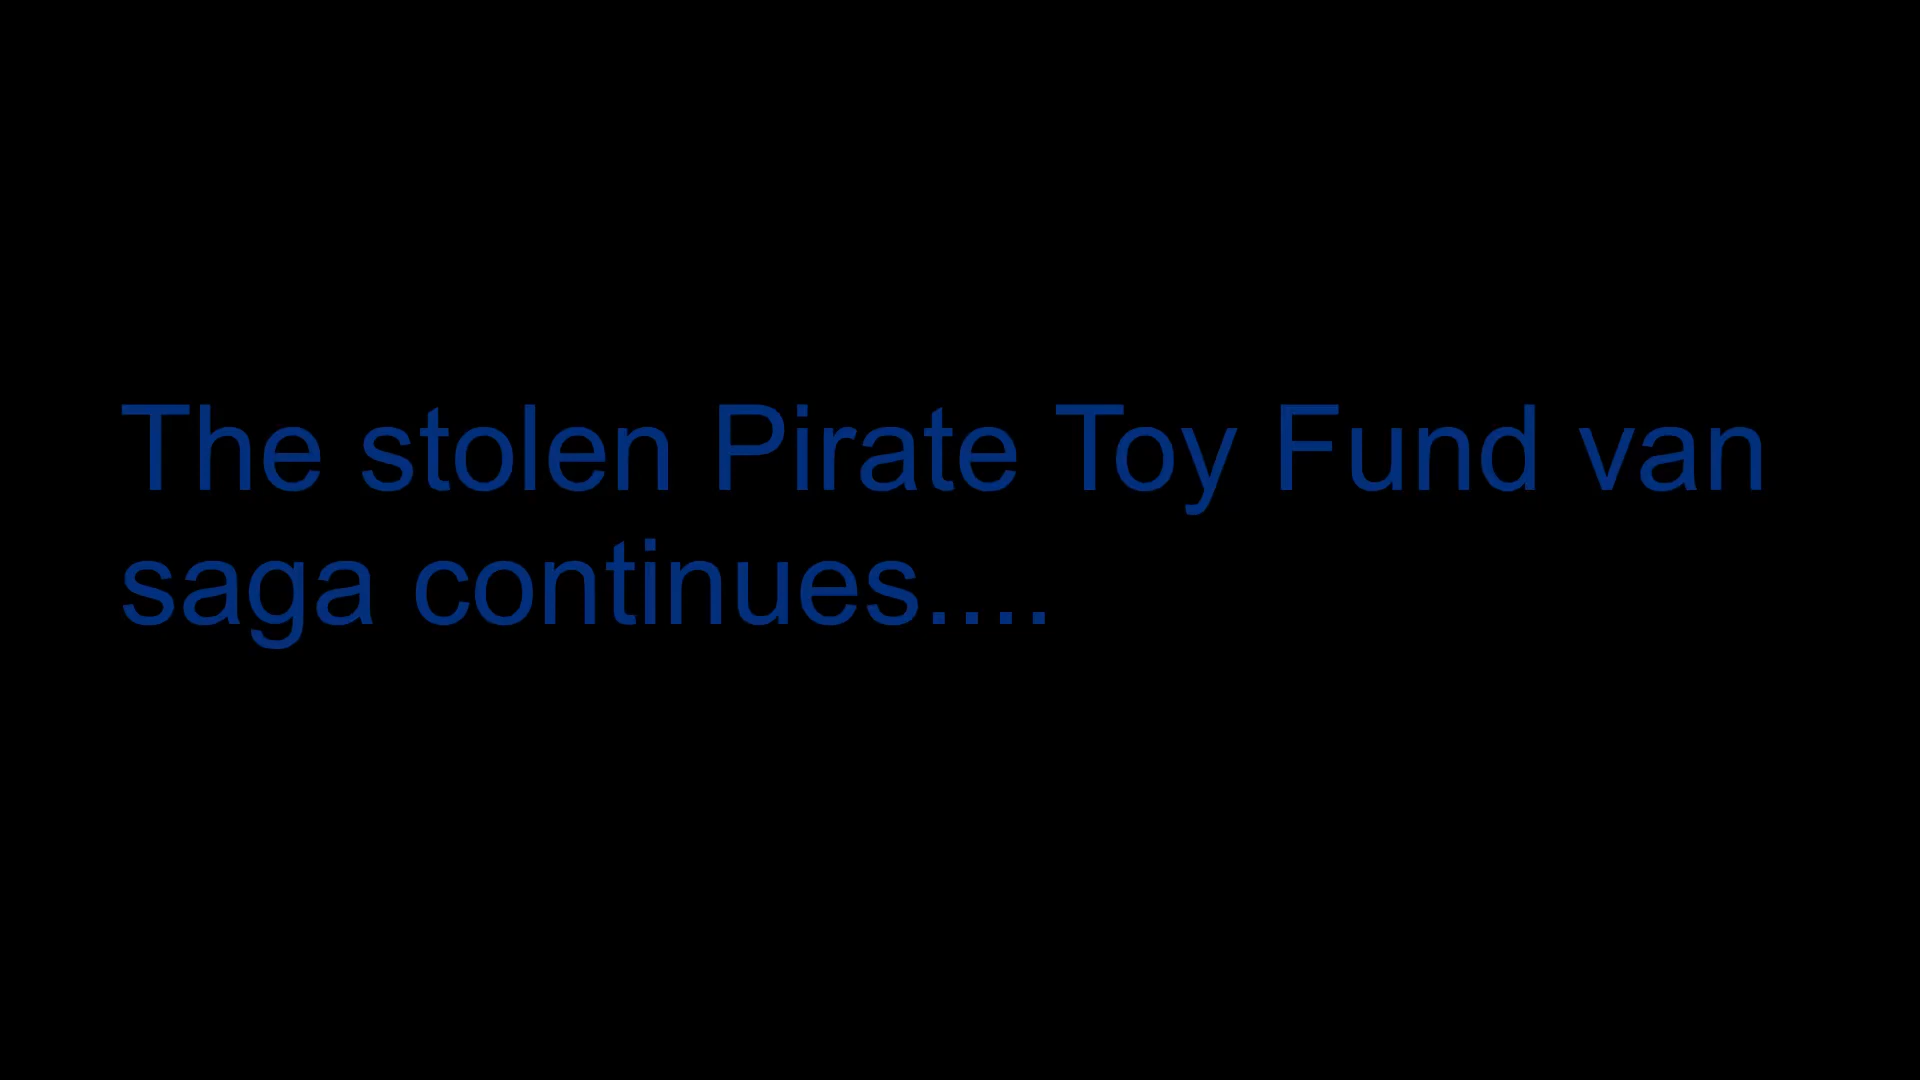 The stolen Pirate Toy Fund van
saga continues....